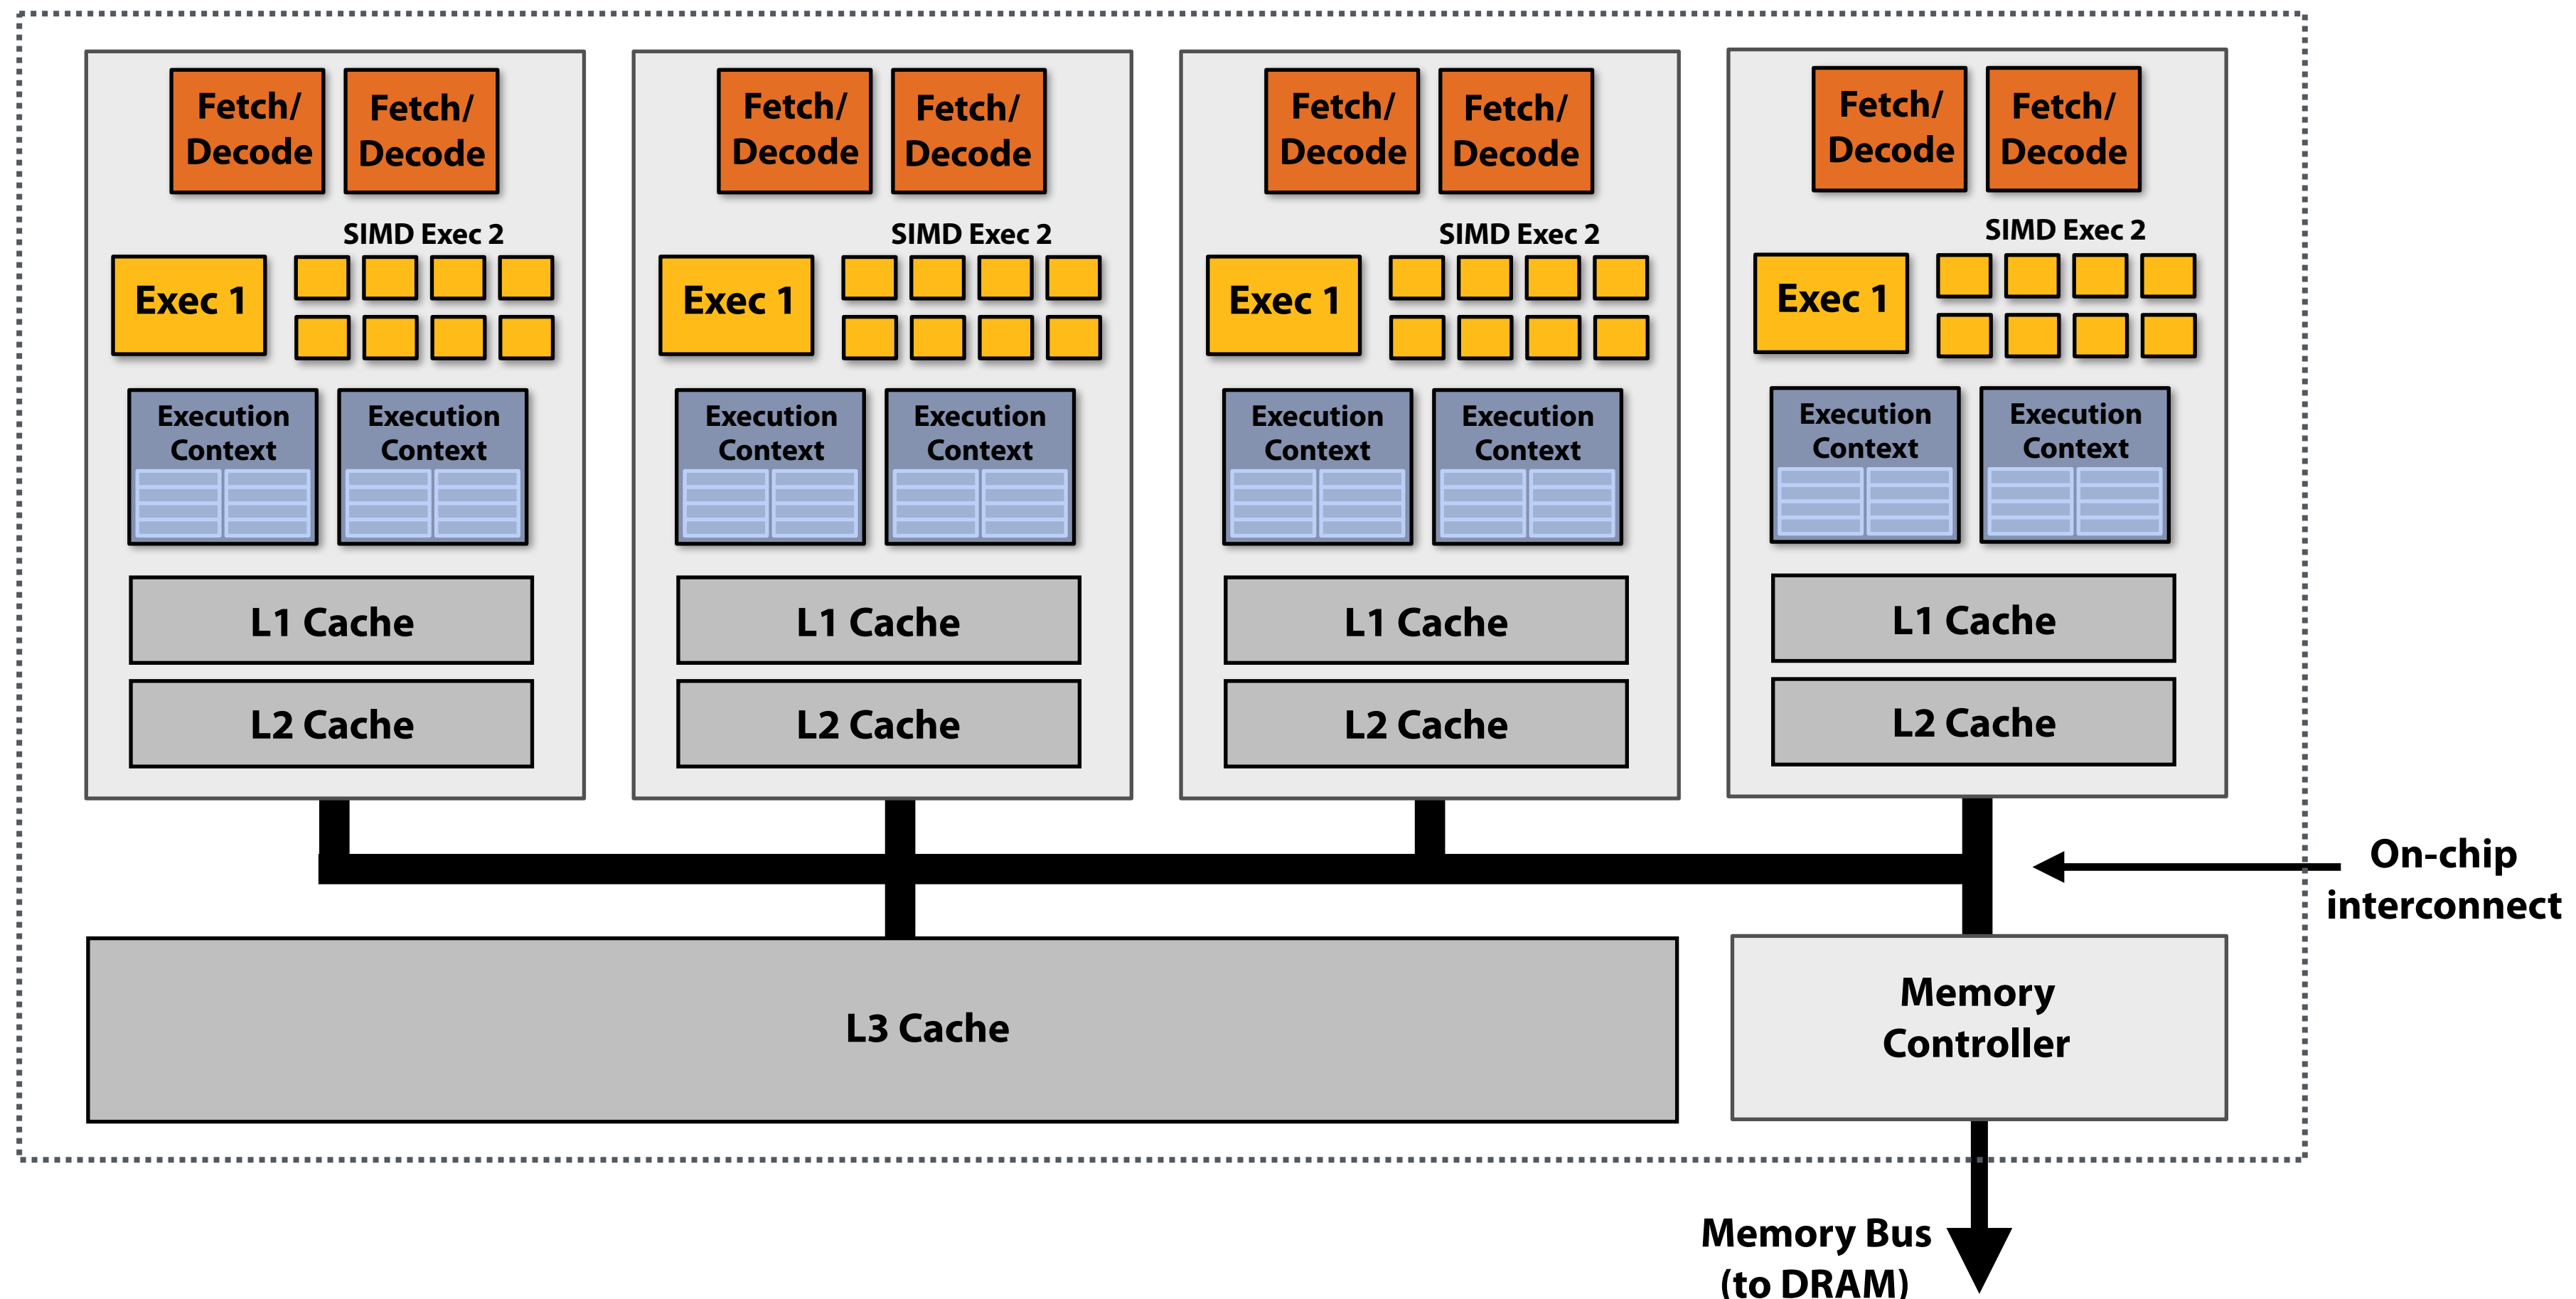 Fetch/
Decode
Fetch/
Decode
SIMD Exec 2
Exec 1
Execution
Context
Execution
Context
L1 Cache
L2 Cache
Fetch/
Decode
Fetch/
Decode
SIMD Exec 2
Exec 1
Execution
Context
Execution
Context
L1 Cache
L2 Cache
Fetch/
Decode
Fetch/
Decode
SIMD Exec 2
Exec 1
Execution
Context
Execution
Context
L1 Cache
L2 Cache
Fetch/
Decode
Fetch/
Decode
SIMD Exec 2
Exec 1
Execution
Context
Execution
Context
L1 Cache
L2 Cache
On-chip
interconnect
L3 Cache
Memory
Controller
Memory Bus
(to DRAM)